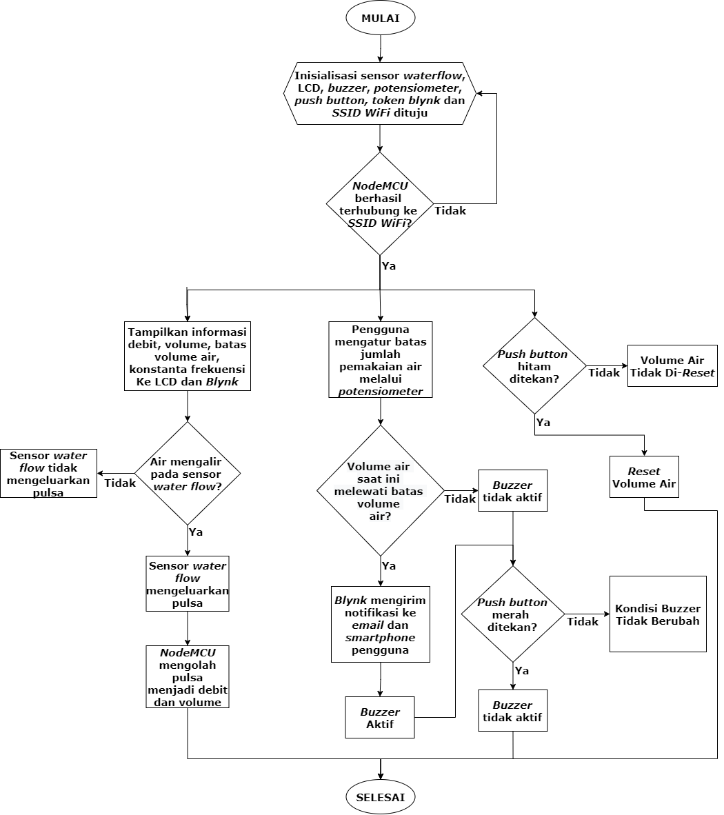 MULAI
Inisialisasi sensor waterflow,
LCD, buzzer, potensiometer,
push button, token blynk dan
SSID WiFi dituju
NodeMCU
berhasil
terhubung ke
SSID WiFi?
Tidak
Ya
Tampilkan informasi
debit, volume, batas
volume air,
konstanta frekuensi
Ke LCD dan Blynk
Pengguna
mengatur batas
jumlah
pemakaian air
melalui
potensiometer
Push button
hitam
ditekan?
Tidak
Volume Air
Tidak Di-Reset
Ya
Reset
Volume Air
Air mengalir
pada sensor
water flow?
Tidak
Sensor water
flow tidak
mengeluarkan
pulsa
Ya
Sensor water
flow
mengeluarkan
pulsa
NodeMCU
mengolah
pulsa
menjadi debit
dan volume
Volume air
saat ini
melewati batas
volume
air?
Tidak
Buzzer
tidak aktif
Ya
Blynk mengirim
notifikasi ke
email dan
smartphone
pengguna
Buzzer
Aktif
Push button
merah
ditekan?
Tidak
Kondisi Buzzer
Tidak Berubah
Ya
Buzzer
tidak aktif
SELESAI